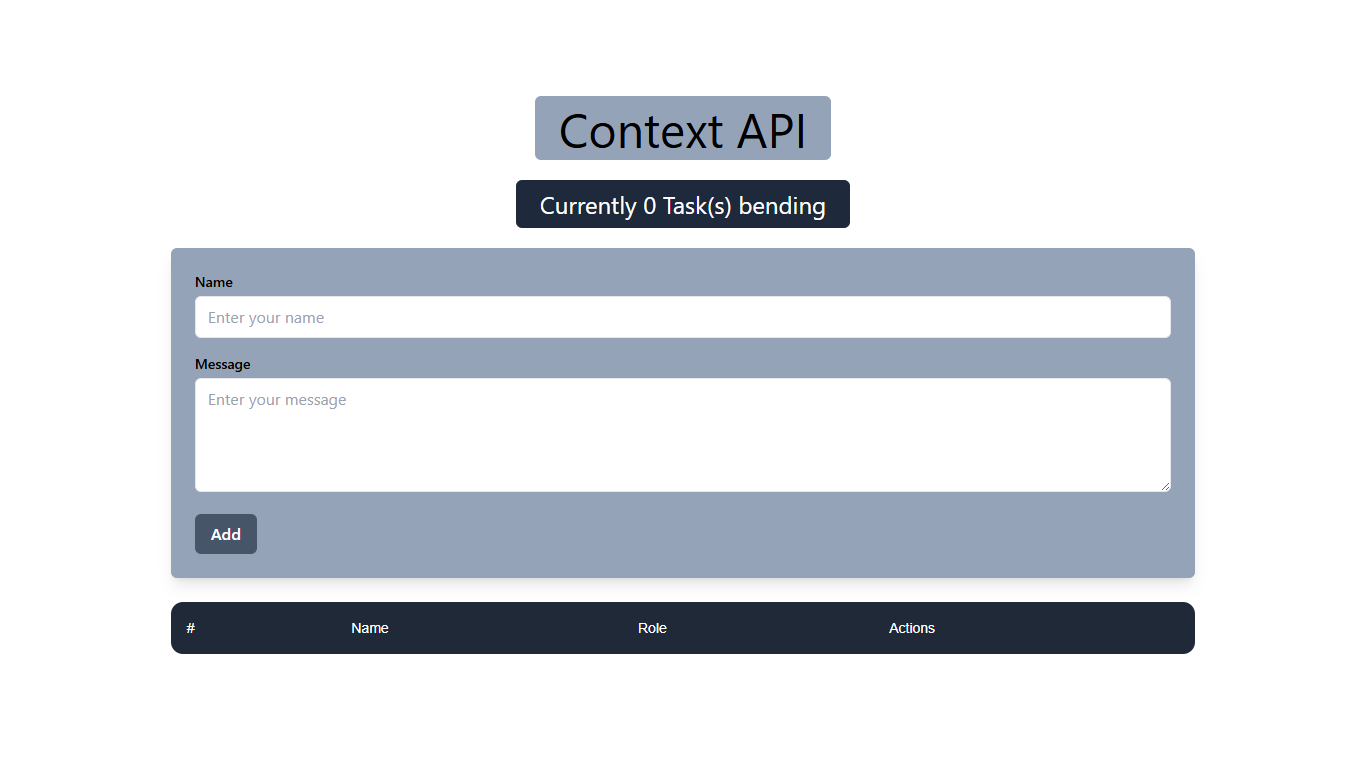 Context API
Currently 0 Task(s) bending
Name
Enter your name
Message
Enter your message
Add
# Name Role Actions